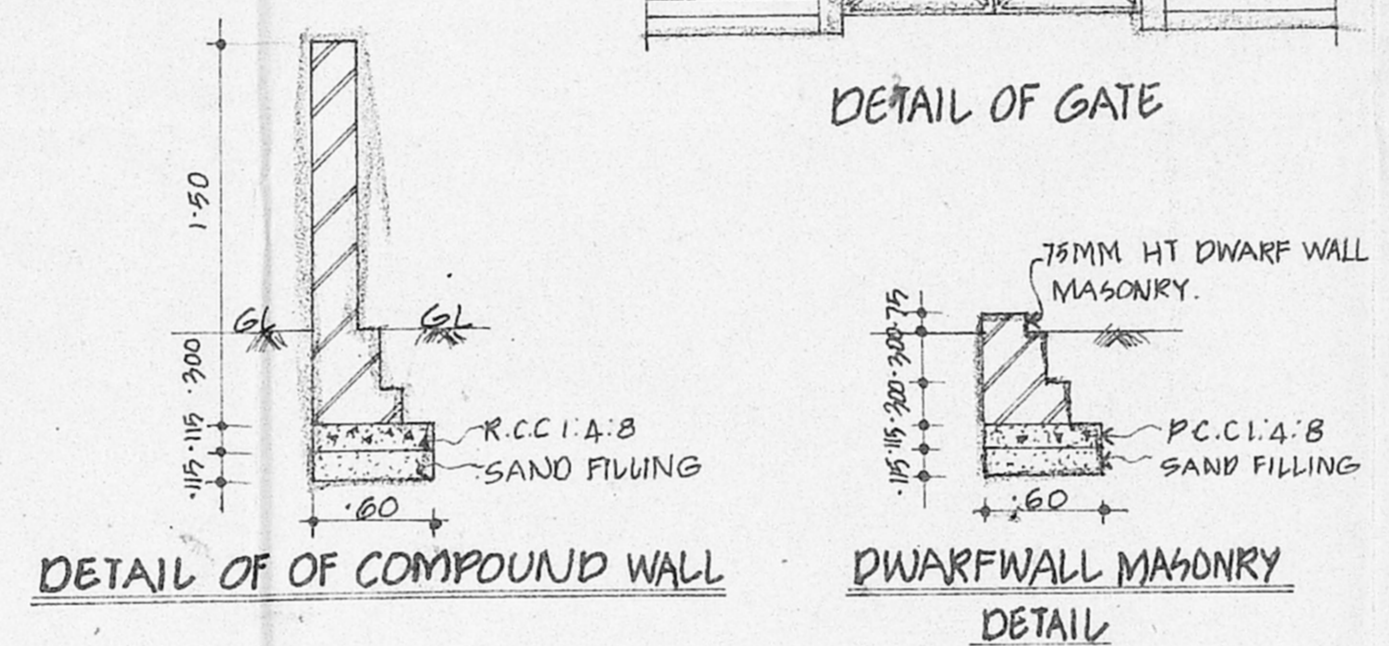 DETAIL OF GATE
1.50
GL
GL
.300
.115
.115
R.C.C 1:4:8
SAND FILLING
.60
DETAIL OF OF COMPOUND WALL
75MM HT DWARF WALL
MASONRY.
.75
.300
.300
.115
.115
P.C.C 1:4:8
SAND FILLING
.60
DWARFWALL MASONRY
DETAIL